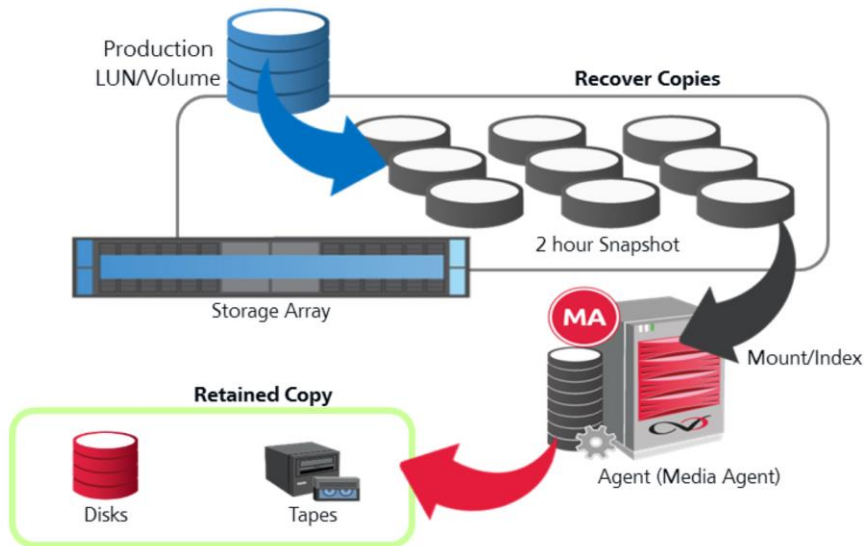 Production
LUN/Volume
Recover Copies
2 hour Snapshot
Storage Array
MA
Mount/Index
Retained Copy
Agent (Media Agent)
Disks
Tapes